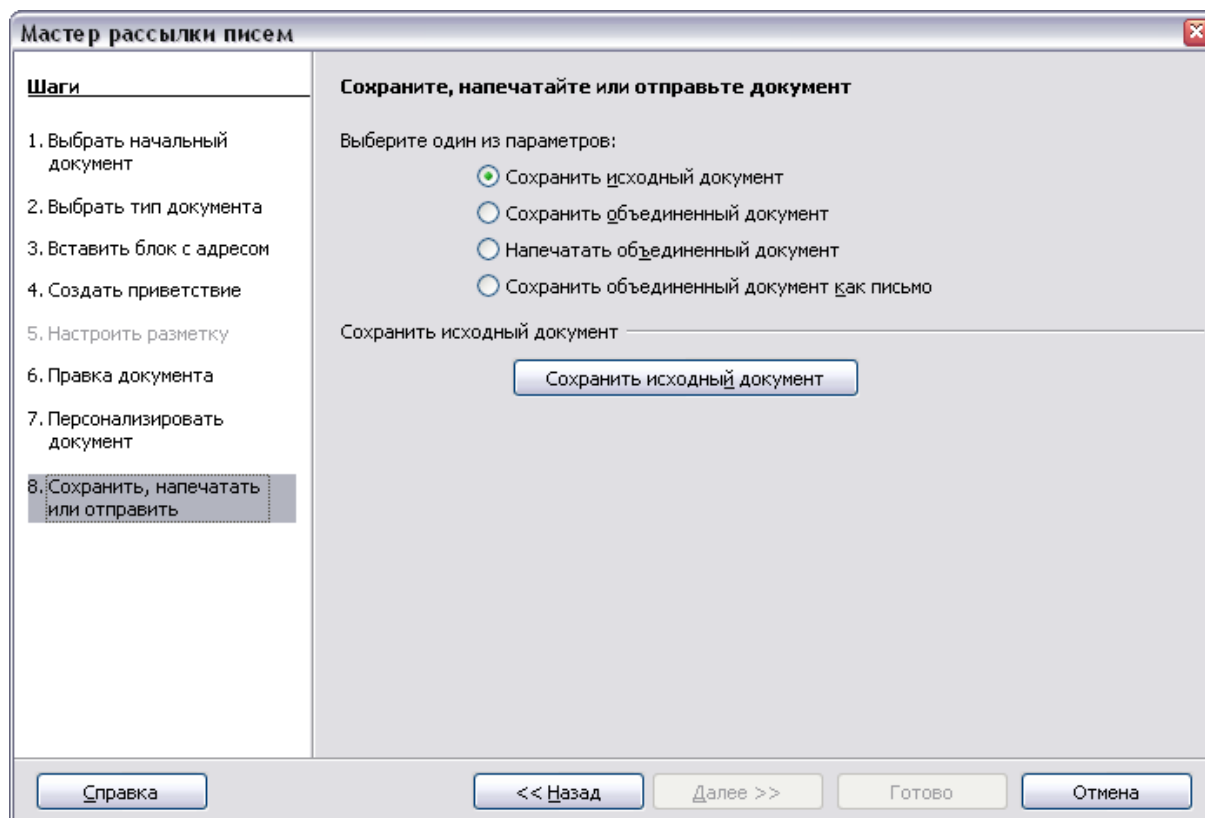 Мастер рассылки писем
Шаги
1. Выбрать начальный
документ
2. Выбрать тип документа
3. Вставить блок с адресом
4. Создать приветствие
5. Настроить разметку
6. Правка документа
7. Персонализировать
документ
8. Сохранить, напечатать
или отправить
Сохраните, напечатайте или отправьте документ
Выберите один из параметров:
Сохранить исходный документ
Сохранить объединенный документ
Напечатать объединенный документ
Сохранить объединенный документ как письмо
Сохранить исходный документ
Сохранить исходный документ
Справка
<< Назад
Далее >>
Готово
Отмена